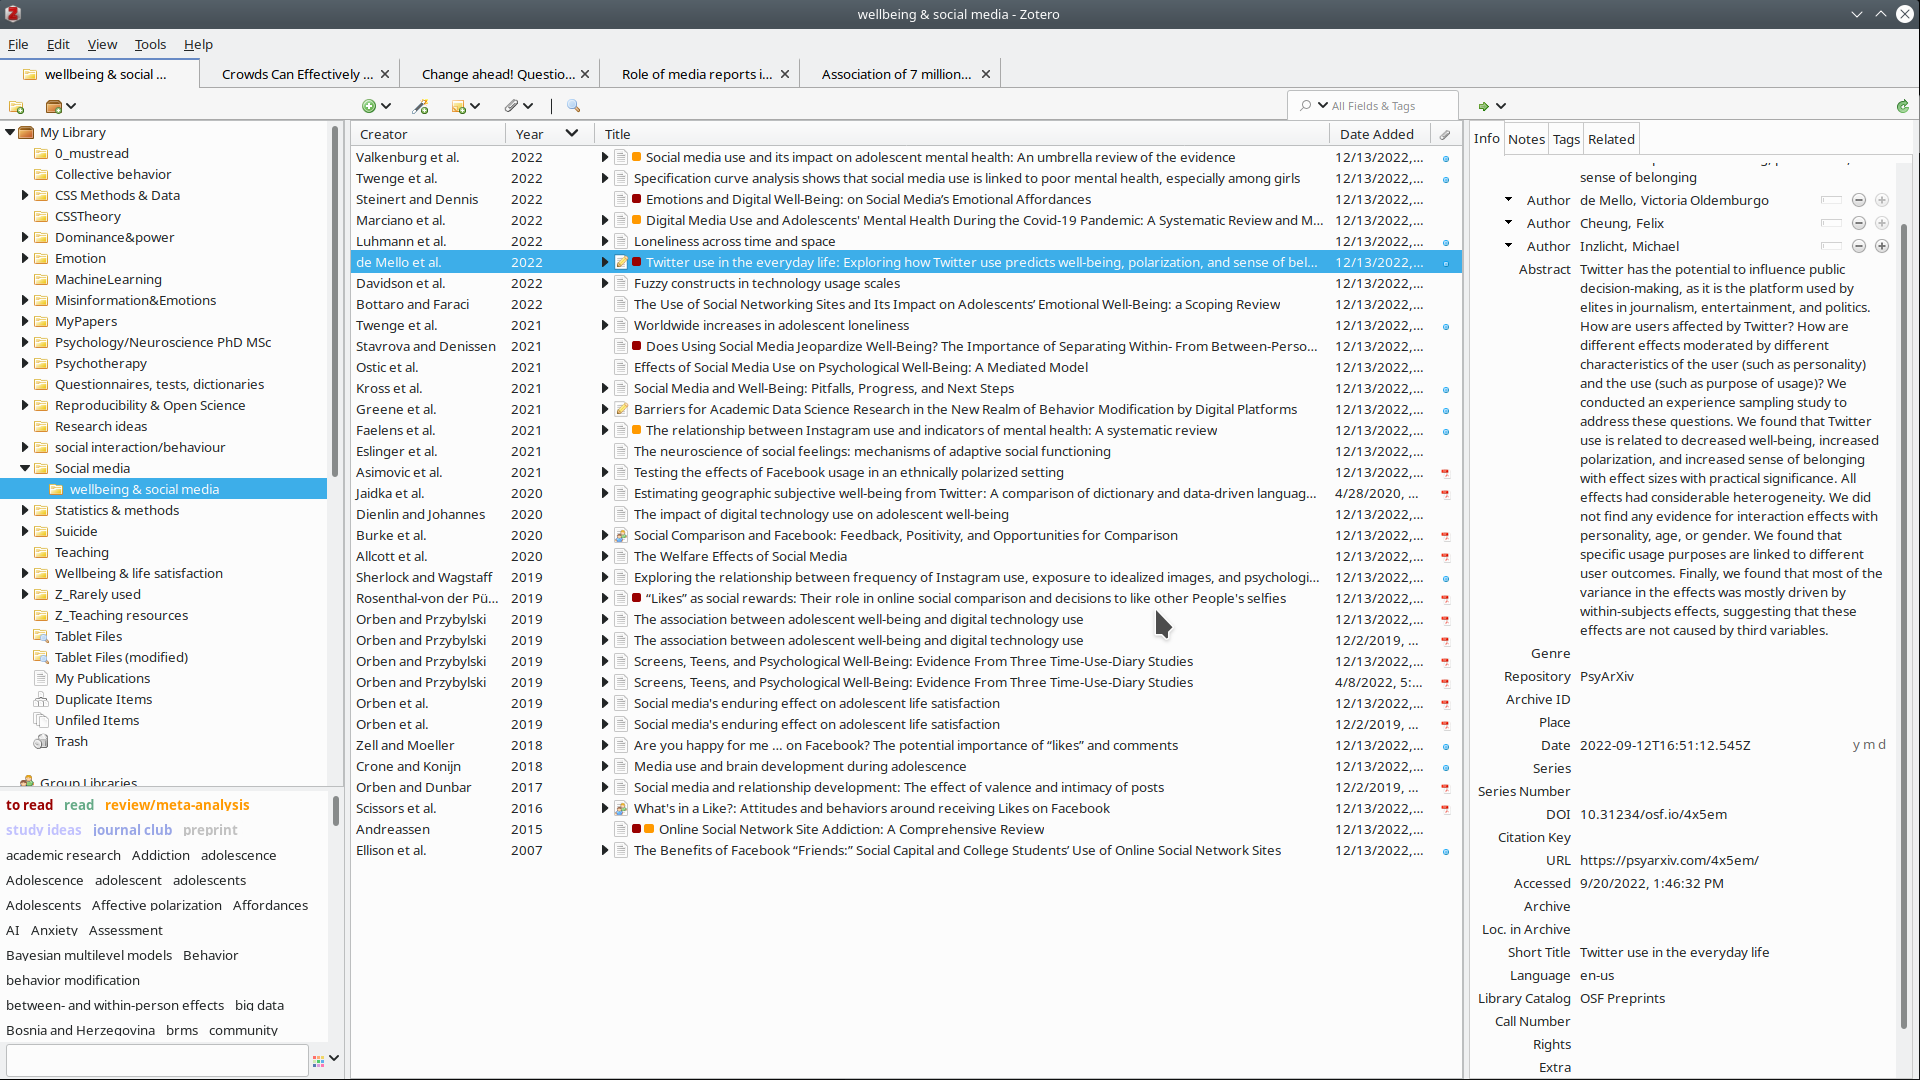 wellbeing & social media - Zotero
File Edit View Tools Help
wellbeing & social ...
Crowds Can Effectively ...
Change ahead! Questio...
Role of media reports i...
Association of 7 million...
All Fields & Tags
My Library
0_mustread
Collective behavior
CSS Methods & Data
CSSTheory
Dominance&power
Emotion
MachineLearning
Misinformation&Emotions
MyPapers
Psychology/Neuroscience PhD MSc
Psychotherapy
Questionnaires, tests, dictionaries
Reproducibility & Open Science
Research ideas
social interaction/behaviour
Social media
wellbeing & social media
Statistics & methods
Suicide
Teaching
Wellbeing & life satisfaction
Z_Rarely used
Z_Teaching resources
Tablet Files
Tablet Files (modified)
My Publications
Duplicate Items
Unfiled Items
Trash
Group Libraries
to read read review/meta-analysis
study ideas journal club preprint
academic research Addiction adolescence
Adolescence adolescent adolescents
Adolescents Affective polarization Affordances
AI Anxiety Assessment
Bayesian multilevel models Behavior
behavior modification
between- and within-person effects big data
Bosnia and Herzegovina brms community
Creator Year Title Date Added
Valkenburg et al. 2022 Social media use and its impact on adolescent mental health: An umbrella review of the evidence 12/13/2022,...
Twenge et al. 2022 Specification curve analysis shows that social media use is linked to poor mental health, especially among girls 12/13/2022,...
Steinert and Dennis 2022 Emotions and Digital Well-Being: on Social Media’s Emotional Affordances 12/13/2022,...
Marciano et al. 2022 Digital Media Use and Adolescents' Mental Health During the Covid-19 Pandemic: A Systematic Review and M... 12/13/2022,...
Luhmann et al. 2022 Loneliness across time and space 12/13/2022,...
de Mello et al. 2022 Twitter use in the everyday life: Exploring how Twitter use predicts well-being, polarization, and sense of bel... 12/13/2022,...
Davidson et al. 2022 Fuzzy constructs in technology usage scales 12/13/2022,...
Bottaro and Faraci 2022 The Use of Social Networking Sites and Its Impact on Adolescents’ Emotional Well-Being: a Scoping Review 12/13/2022,...
Twenge et al. 2021 Worldwide increases in adolescent loneliness 12/13/2022,...
Stavrova and Denissen 2021 Does Using Social Media Jeopardize Well-Being? The Importance of Separating Within- From Between-Perso... 12/13/2022,...
Ostic et al. 2021 Effects of Social Media Use on Psychological Well-Being: A Mediated Model 12/13/2022,...
Kross et al. 2021 Social Media and Well-Being: Pitfalls, Progress, and Next Steps 12/13/2022,...
Greene et al. 2021 Barriers for Academic Data Science Research in the New Realm of Behavior Modification by Digital Platforms 12/13/2022,...
Faelens et al. 2021 The relationship between Instagram use and indicators of mental health: A systematic review 12/13/2022,...
Eslinger et al. 2021 The neuroscience of social feelings: mechanisms of adaptive social functioning 12/13/2022,...
Asimovic et al. 2021 Testing the effects of Facebook usage in an ethnically polarized setting 12/13/2022,...
Jaidka et al. 2020 Estimating geographic subjective well-being from Twitter: A comparison of dictionary and data-driven languag... 4/28/2020, ...
Dienlin and Johannes 2020 The impact of digital technology use on adolescent well-being 12/13/2022,...
Burke et al. 2020 Social Comparison and Facebook: Feedback, Positivity, and Opportunities for Comparison 12/13/2022,...
Allcott et al. 2020 The Welfare Effects of Social Media 12/13/2022,...
Sherlock and Wagstaff 2019 Exploring the relationship between frequency of Instagram use, exposure to idealized images, and psychologi... 12/13/2022,...
Rosenthal-von der Pü... 2019 “Likes” as social rewards: Their role in online social comparison and decisions to like other People's selfies 12/13/2022,...
Orben and Przybylski 2019 The association between adolescent well-being and digital technology use 12/13/2022,...
Orben and Przybylski 2019 The association between adolescent well-being and digital technology use 12/2/2019, ...
Orben and Przybylski 2019 Screens, Teens, and Psychological Well-Being: Evidence From Three Time-Use-Diary Studies 12/13/2022,...
Orben and Przybylski 2019 Screens, Teens, and Psychological Well-Being: Evidence From Three Time-Use-Diary Studies 4/8/2022, 5:...
Orben et al. 2019 Social media's enduring effect on adolescent life satisfaction 12/13/2022,...
Orben et al. 2019 Social media's enduring effect on adolescent life satisfaction 12/2/2019, ...
Zell and Moeller 2018 Are you happy for me ... on Facebook? The potential importance of “likes” and comments 12/13/2022,...
Crone and Konijn 2018 Media use and brain development during adolescence 12/13/2022,...
Orben and Dunbar 2017 Social media and relationship development: The effect of valence and intimacy of posts 12/2/2019, ...
Scissors et al. 2016 What's in a Like?: Attitudes and behaviors around receiving Likes on Facebook 12/13/2022,...
Andreassen 2015 Online Social Network Site Addiction: A Comprehensive Review 12/13/2022,...
Ellison et al. 2007 The Benefits of Facebook “Friends:” Social Capital and College Students’ Use of Online Social Network Sites 12/13/2022,...
Info Notes Tags Related
sense of belonging
Author de Mello, Victoria Oldemburgo
Author Cheung, Felix
Author Inzlicht, Michael
Abstract Twitter has the potential to influence public
decision-making, as it is the platform used by
elites in journalism, entertainment, and politics.
How are users affected by Twitter? How are
different effects moderated by different
characteristics of the user (such as personality)
and the use (such as purpose of usage)? We
conducted an experience sampling study to
address these questions. We found that Twitter
use is related to decreased well-being, increased
polarization, and increased sense of belonging
with effect sizes with practical significance. All
effects had considerable heterogeneity. We did
not find any evidence for interaction effects with
personality, age, or gender. We found that
specific usage purposes are linked to different
user outcomes. Finally, we found that most of the
variance in the effects was mostly driven by
within-subjects effects, suggesting that these
effects are not caused by third variables.
Genre
Repository PsyArXiv
Archive ID
Place
Date 2022-09-12T16:51:12.545Z y m d
Series
Series Number
DOI 10.31234/osf.io/4x5em
Citation Key
URL https://psyarxiv.com/4x5em/
Accessed 9/20/2022, 1:46:32 PM
Archive
Loc. in Archive
Short Title Twitter use in the everyday life
Language en-us
Library Catalog OSF Preprints
Call Number
Rights
Extra